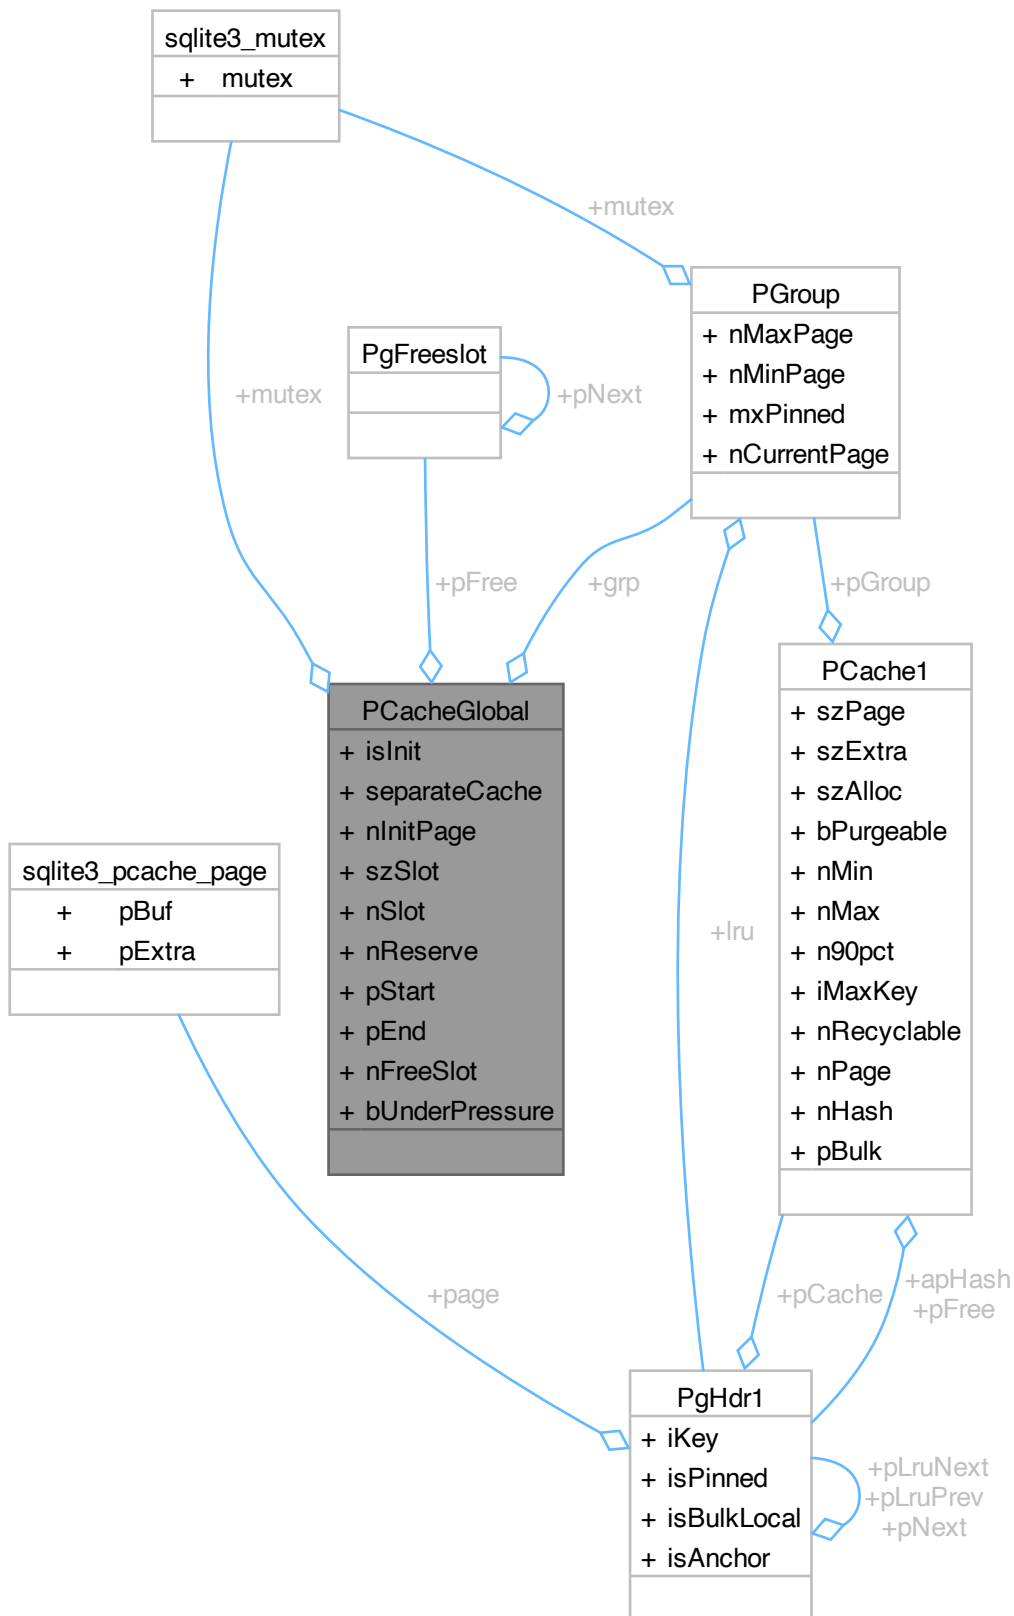 sqlite3_mutex
+ mutex
+mutex
PGroup
+ nMaxPage
+ nMinPage
+ mxPinned
+ nCurrentPage
PgFreeslot
+pNext
+mutex
+pFree
+grp
+pGroup
PCache1
+ szPage
+ szExtra
+ szAlloc
+ bPurgeable
+ nMin
+ nMax
+ n90pct
+ iMaxKey
+ nRecyclable
+ nPage
+ nHash
+ pBulk
PCacheGlobal
+ isInit
+ separateCache
+ nInitPage
+ szSlot
+ nSlot
+ nReserve
+ pStart
+ pEnd
+ nFreeSlot
+ bUnderPressure
sqlite3_pcache_page
+ pBuf
+ pExtra
+lru
+page
+pCache
+apHash
+pFree
PgHdr1
+ iKey
+ isPinned
+ isBulkLocal
+ isAnchor
+pLruNext
+pLruPrev
+pNext